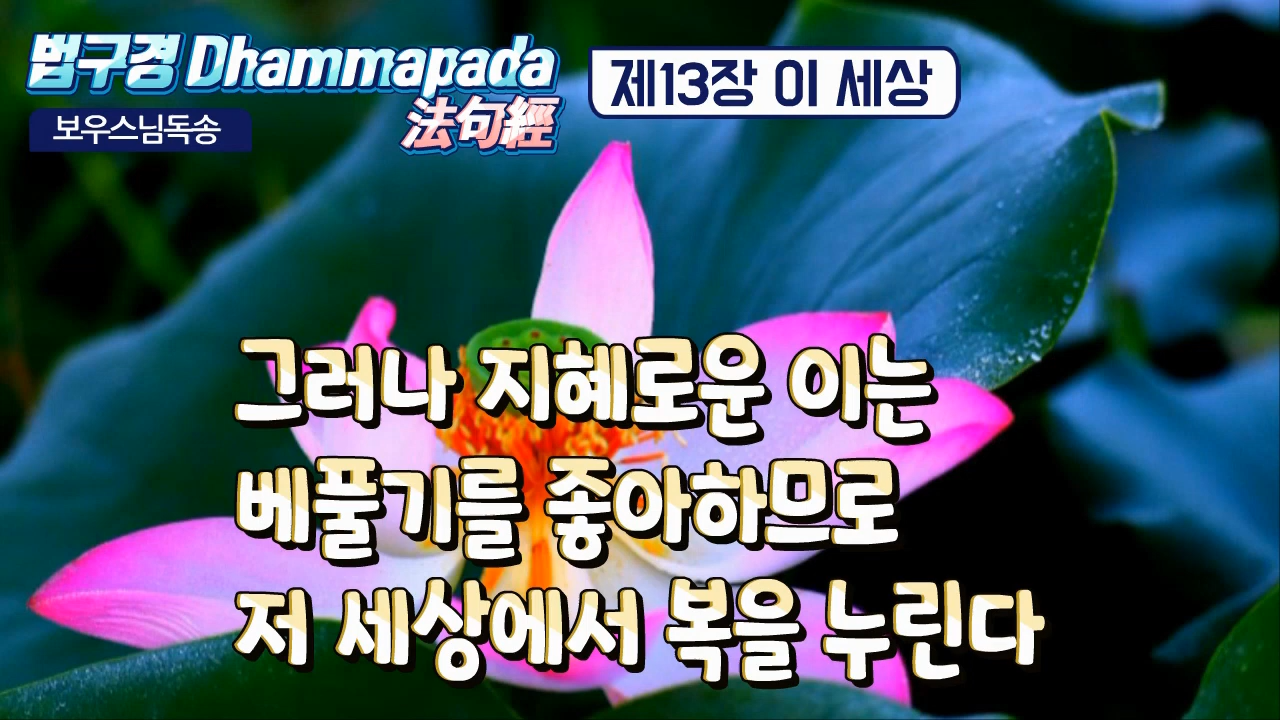 법구경 Dhammapada
法句經
보우스님독송
제13장 이 세상
그러나 지혜로운 이는
베풀기를 좋아하므로
저 세상에서 복을 누린다